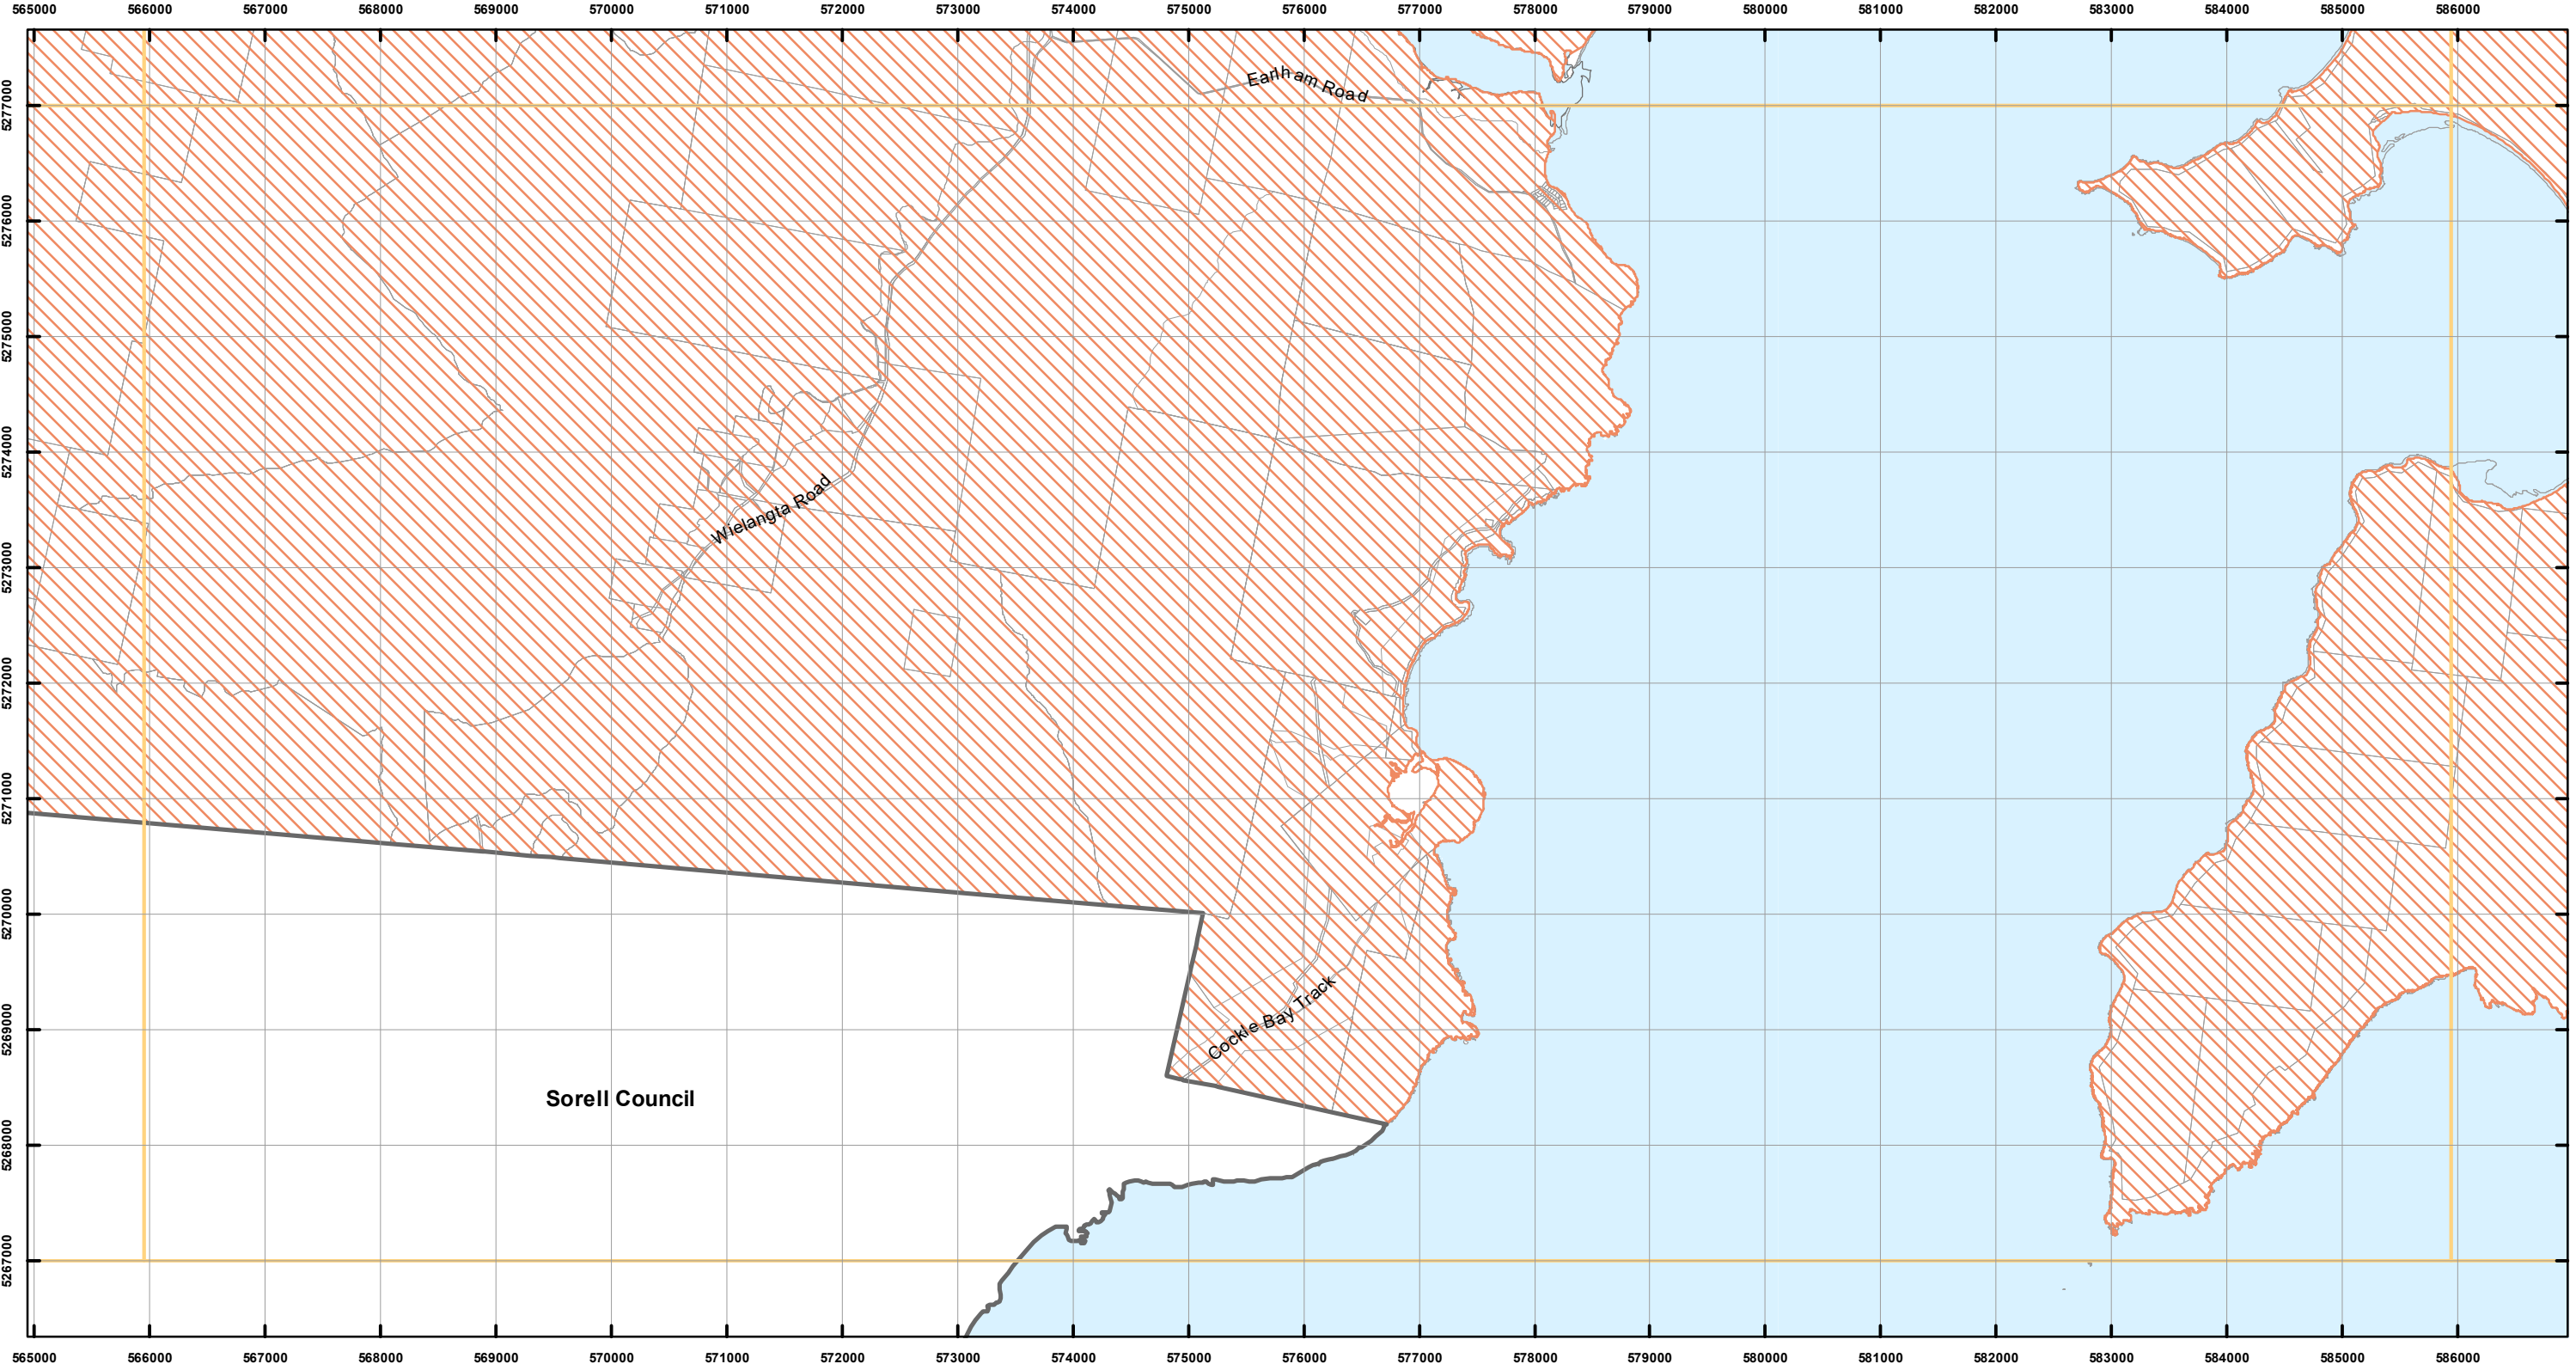 565000 566000 567000 568000 569000 570000 571000 572000 573000 574000 575000 576000 577000 578000 579000 580000 581000 582000 583000 584000 585000 586000
Earlham Road
5277000
5276000
5275000
5274000
Wielangta Road
5273000
5272000
5271000
5270000
Cockle Bay Track
5269000
Sorell Council
5268000
5267000
565000 566000 567000 568000 569000 570000 571000 572000 573000 574000 575000 576000 577000 578000 579000 580000 581000 582000 583000 584000 585000 586000